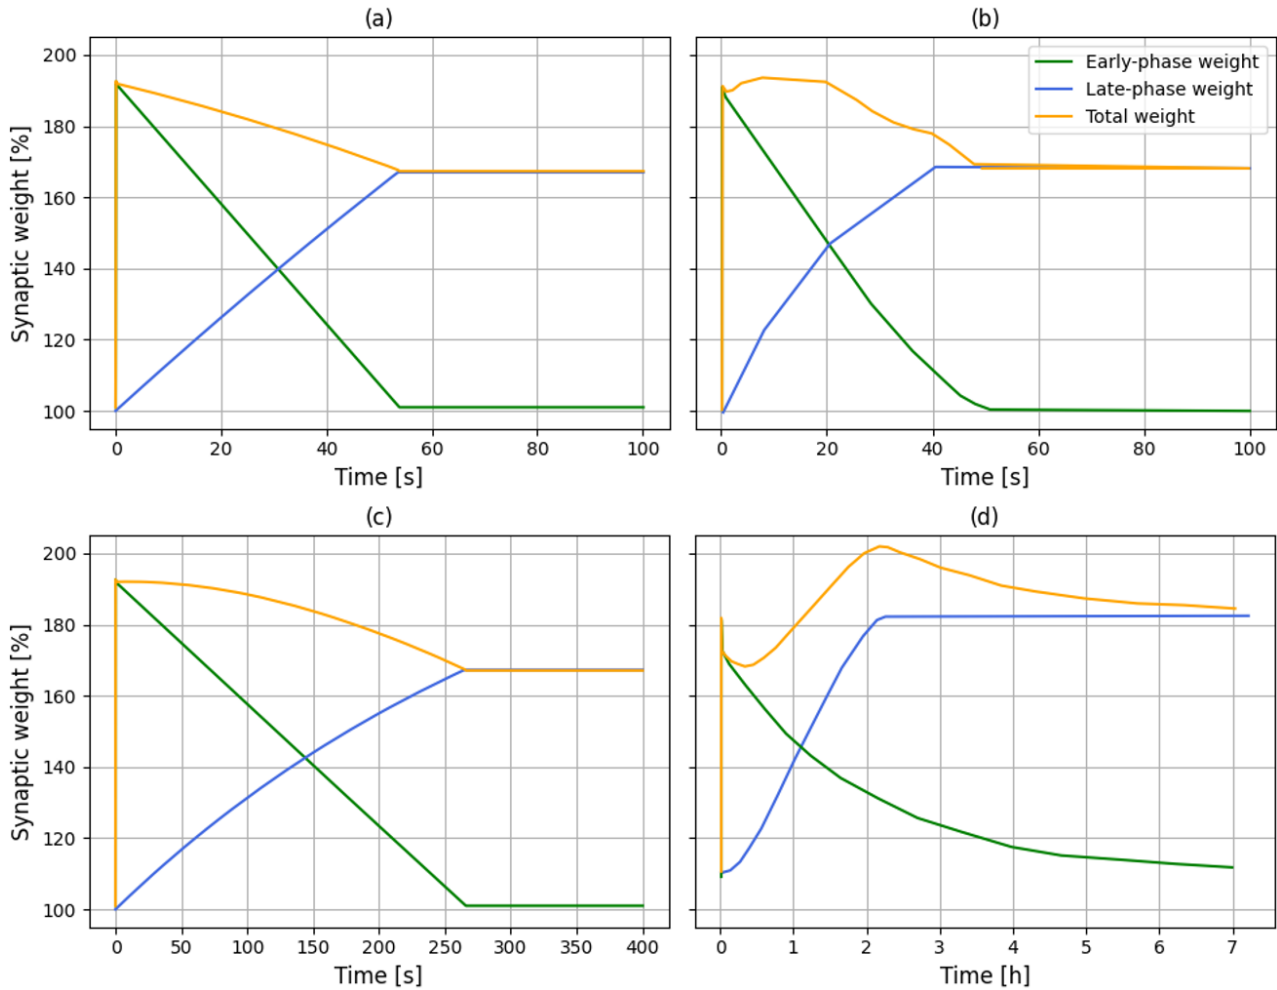 (a)
(b)
200
180
160
140
120
100
Synaptic weight [%]
0 20 40 60 80 100
Time [s]
Early-phase weight
Late-phase weight
Total weight
0 20 40 60 80 100
Time [s]
(c)
(d)
200
180
160
140
120
100
Synaptic weight [%]
0 50 100 150 200 250 300 350 400
Time [s]
0 1 2 3 4 5 6 7
Time [h]